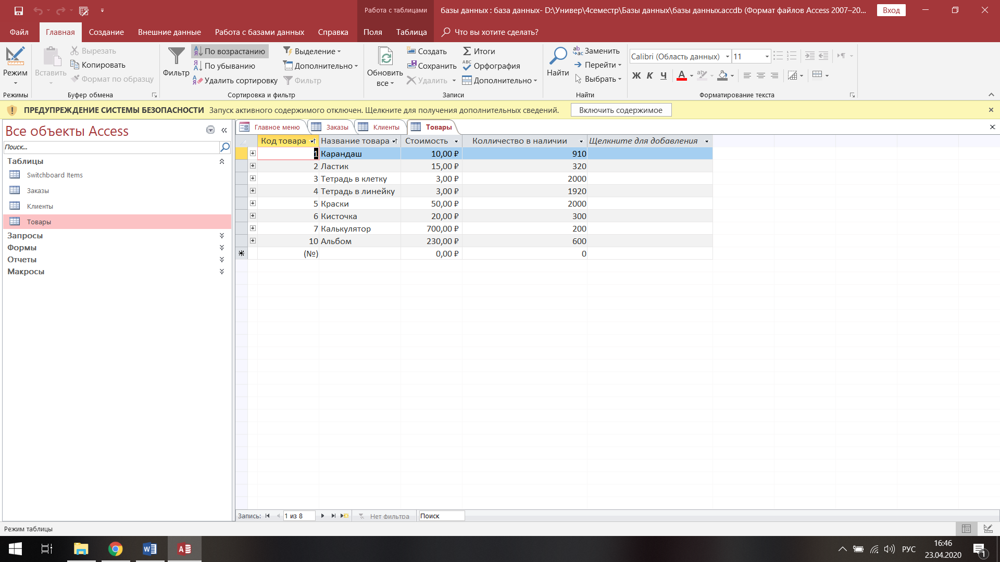 Работа с таблицами
базы данных : база данных- D:\Универ\4семестр\Базы данных\базы данных.accdb (Формат файлов Access 2007–20...
Вход
Файл Главная Создание Внешние данные Работа с базами данных Справка Поля Таблица Что вы хотите сделать?
Режим
Режимы
Вставить
Вырезать
Копировать
Формат по образцу
Буфер обмена
Фильтр
По возрастанию
По убыванию
Удалить сортировку
Выделение
Дополнительно
Фильтр
Сортировка и фильтр
Обновить
все
Создать
Сохранить
Удалить
Итоги
Орфография
Дополнительно
Записи
Найти
Заменить
Перейти
Выбрать
Найти
Calibri (Область данных) 11
Ж К Ч А
Форматирование текста
ПРЕДУПРЕЖДЕНИЕ СИСТЕМЫ БЕЗОПАСНОСТИ Запуск активного содержимого отключен. Щелкните для получения дополнительных сведений. Включить содержимое
Все объекты Access
Поиск...
Таблицы
Switchboard Items
Заказы
Клиенты
Товары
Запросы
Формы
Отчеты
Макросы
Главное меню Заказы Клиенты Товары
Код товара Название товара Стоимость Колличество в наличии Щелкните для добавления
1 Карандаш 10,00 ₽ 910
2 Ластик 15,00 ₽ 320
3 Тетрадь в клетку 3,00 ₽ 2000
4 Тетрадь в линейку 3,00 ₽ 1920
5 Краски 50,00 ₽ 2000
6 Кисточка 20,00 ₽ 300
7 Калькулятор 700,00 ₽ 200
10 Альбом 230,00 ₽ 600
(№) 0,00 ₽ 0
Запись: 1 из 8 Нет фильтра Поиск
Режим таблицы
РУС
16:46
23.04.2020
1